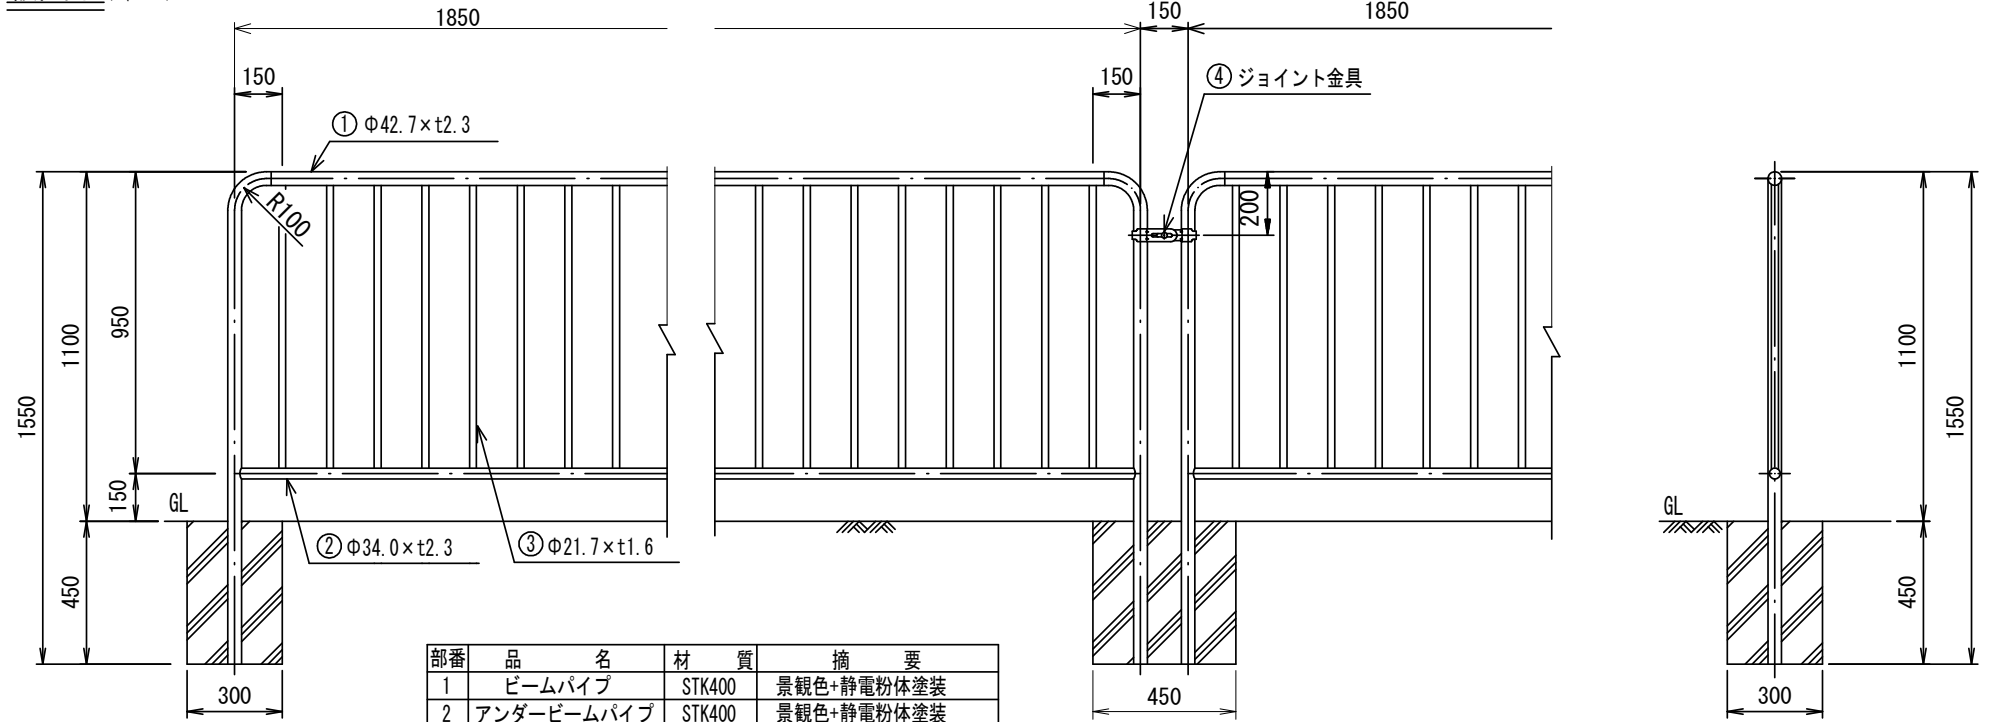 1850
150
1850
150
150
④ ジョイント金具
① Φ42.7×t2.3
R100
200
950
1100
1550
150
GL
450
② Φ34.0×t2.3
③ Φ21.7×t1.6
300
450
1100
1550
GL
450
300
部番 品 名 材 質 摘 要
1 ビームパイプ STK400 景観色+静電粉体塗装
2 アンダービームパイプ STK400 景観色+静電粉体塗装